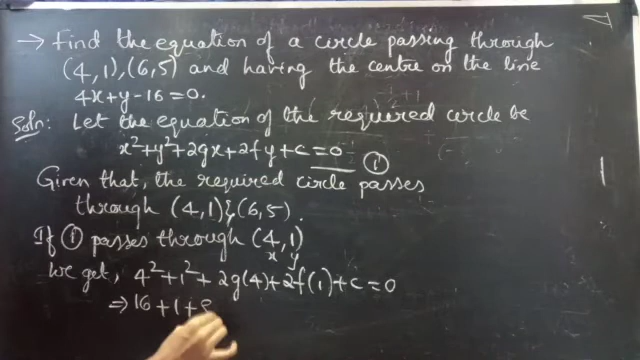 → Find the equation of a circle passing through
(4,1),(6,5) and having the centre on the line
4x+y-16=0.
Soln: Let the equation of the required circle be
x²+y²+2gx+2fy+c=0 ①
Given that, the required circle passes
through (4,1)&(6,5).
If ① passes through (4,1)
x y
We get, 4²+1²+2g(4)+2f(1)+c=0
⇒16+1+8